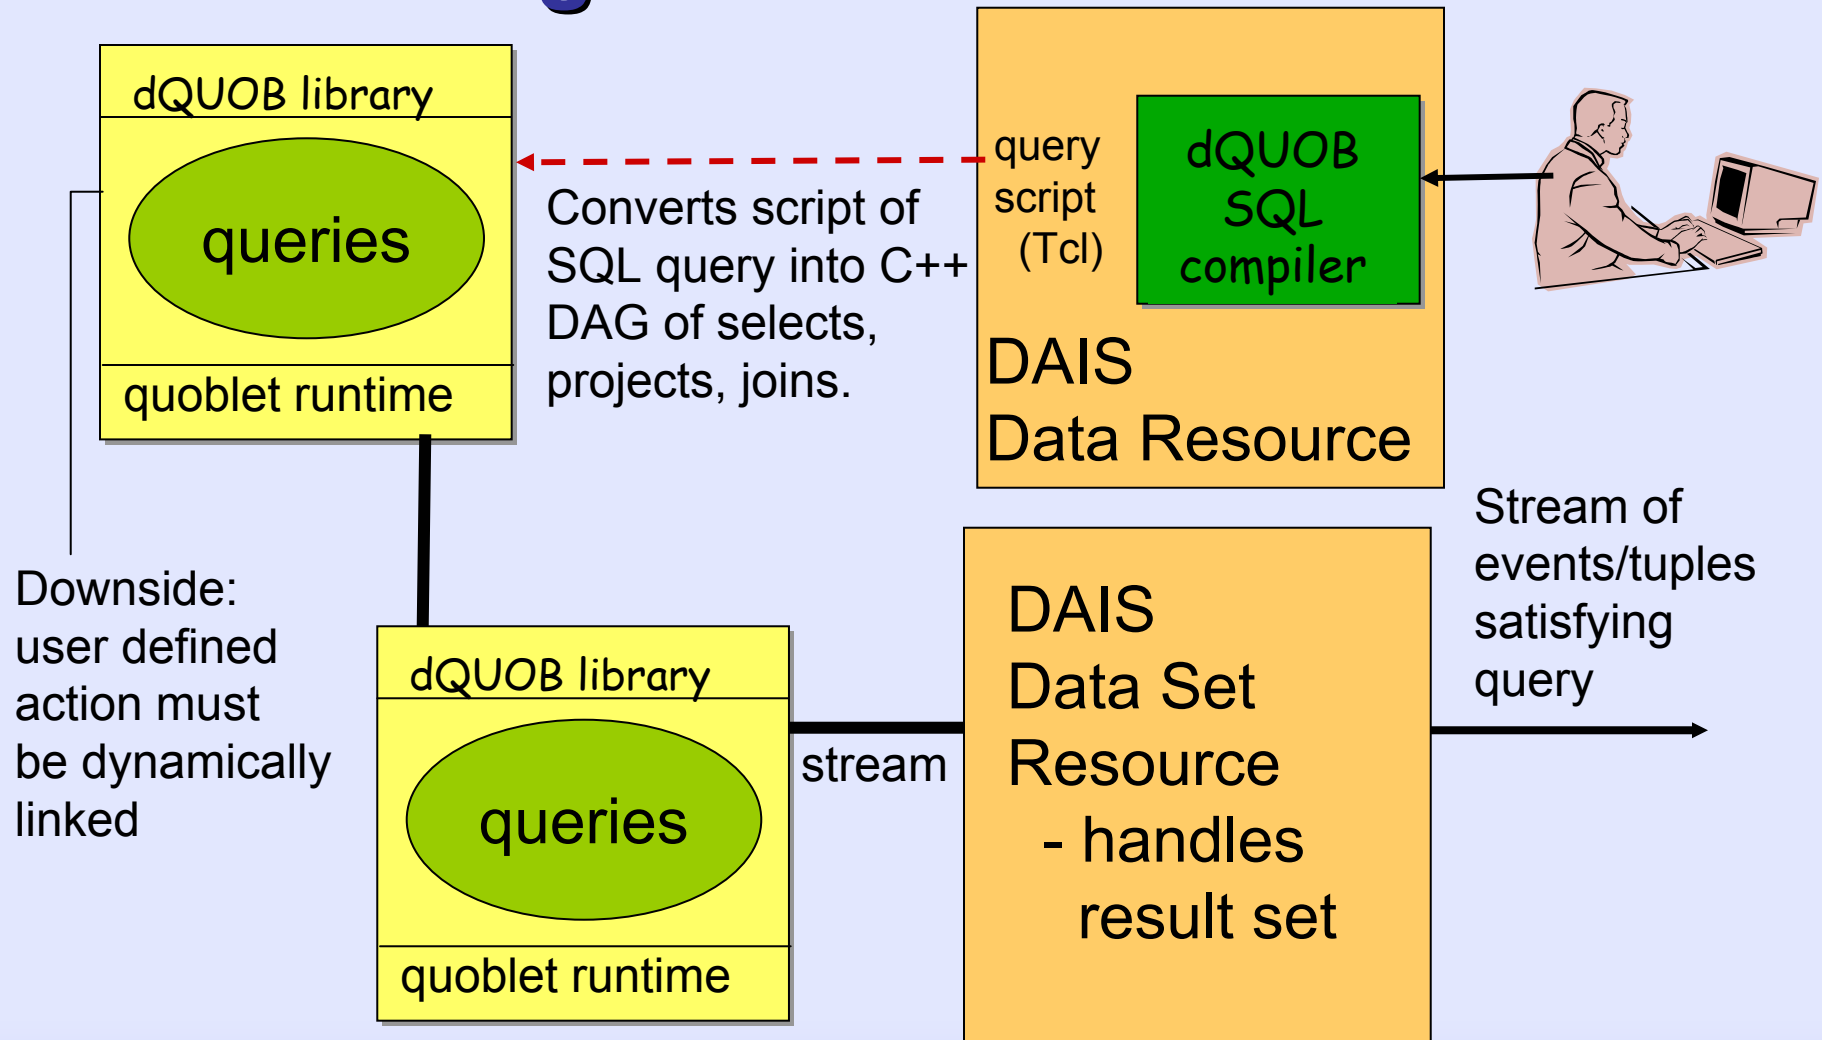 dQUOB library
queries
quoblet runtime
Converts script of
SQL query into C++
DAG of selects,
projects, joins.
query
script
(Tcl)
dQUOB
SQL
compiler
DAIS
Data Resource
Downside:
user defined
action must
be dynamically
linked
dQUOB library
queries
quoblet runtime
stream
DAIS
Data Set
Resource
- handles
result set
Stream of
events/tuples
satisfying
query